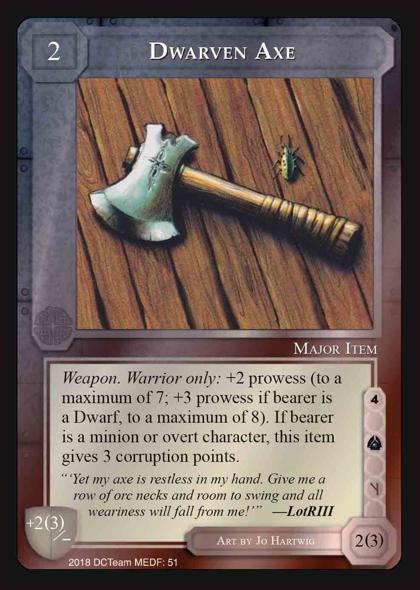 2
Dwarven Axe
Major Item
Weapon. Warrior only: +2 prowess (to a
maximum of 7; +3 prowess if bearer is
a Dwarf, to a maximum of 8). If bearer
is a minion or overt character, this item
gives 3 corruption points.
“‘Yet my axe is restless in my hand. Give me a
row of orc necks and room to swing and all
weariness will fall from me!’” —LotRIII
4
+2(3)/–
Art by Jo Hartwig
2(3)
2018 DCTeam MEDF: 51